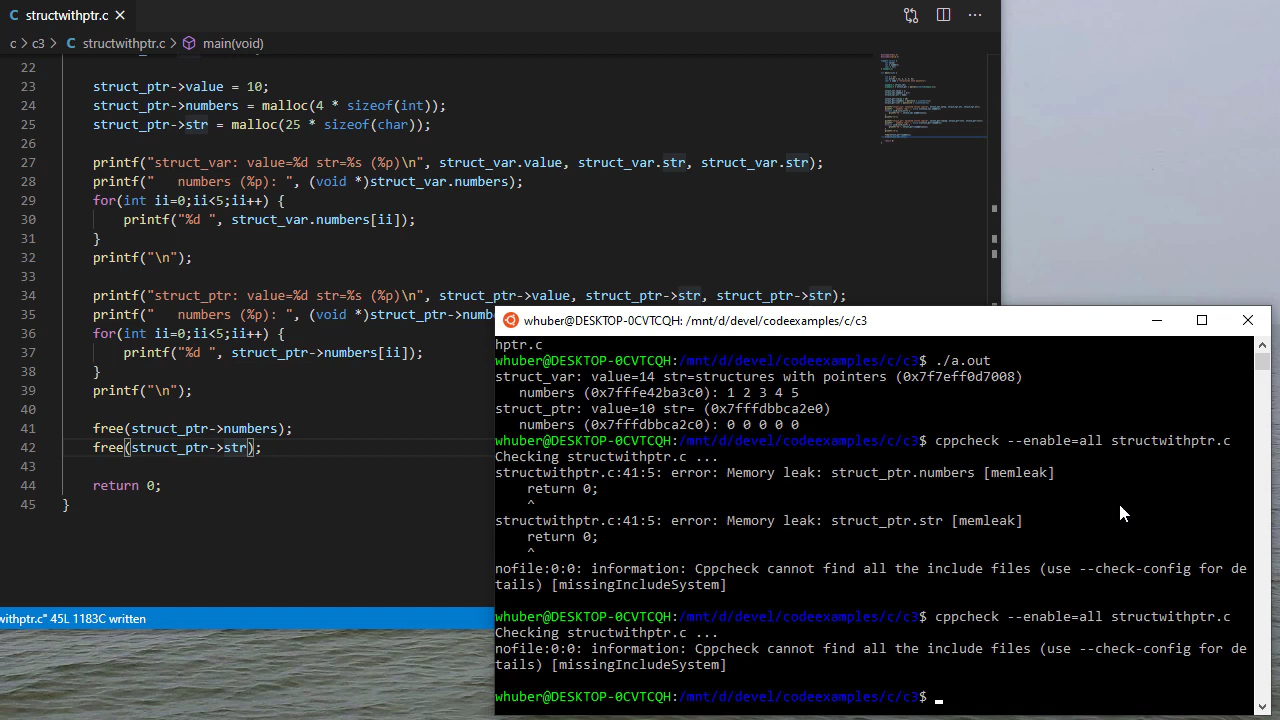 C structwithptr.c ×
c > c3 > C structwithptr.c > main(void)
22
23 struct_ptr->value = 10;
24 struct_ptr->numbers = malloc(4 * sizeof(int));
25 struct_ptr->str = malloc(25 * sizeof(char));
26
27 printf("struct_var: value=%d str=%s (%p)\n", struct_var.value, struct_var.str, struct_var.str);
28 printf("   numbers (%p): ", (void *)struct_var.numbers);
29 for(int ii=0;ii<5;ii++) {
30 printf("%d ", struct_var.numbers[ii]);
31 }
32 printf("\n");
33
34 printf("struct_ptr: value=%d str=%s (%p)\n", struct_ptr->value, struct_ptr->str, struct_ptr->str);
35 printf("   numbers (%p): ", (void *)struct_ptr->numb
36 for(int ii=0;ii<5;ii++) {
37 printf("%d ", struct_ptr->numbers[ii]);
38 }
39 printf("\n");
40
41 free(struct_ptr->numbers);
42 free(struct_ptr->str);
43
44 return 0;
45 }
withptr.c" 45L 1183C written
whuber@DESKTOP-0CVTCQH: /mnt/d/devel/codeexamples/c/c3
hptr.c
whuber@DESKTOP-0CVTCQH:/mnt/d/devel/codeexamples/c/c3$ ./a.out
struct_var: value=14 str=structures with pointers (0x7f7eff0d7008)
numbers (0x7fffe42ba3c0): 1 2 3 4 5
struct_ptr: value=10 str= (0x7fffdbbca2e0)
numbers (0x7fffdbbca2c0): 0 0 0 0 0
whuber@DESKTOP-0CVTCQH:/mnt/d/devel/codeexamples/c/c3$ cppcheck --enable=all structwithptr.c
Checking structwithptr.c ...
structwithptr.c:41:5: error: Memory leak: struct_ptr.numbers [memleak]
return 0;
^
structwithptr.c:41:5: error: Memory leak: struct_ptr.str [memleak]
return 0;
^
nofile:0:0: information: Cppcheck cannot find all the include files (use --check-config for de
tails) [missingIncludeSystem]
whuber@DESKTOP-0CVTCQH:/mnt/d/devel/codeexamples/c/c3$ cppcheck --enable=all structwithptr.c
Checking structwithptr.c ...
nofile:0:0: information: Cppcheck cannot find all the include files (use --check-config for de
tails) [missingIncludeSystem]
whuber@DESKTOP-0CVTCQH:/mnt/d/devel/codeexamples/c/c3$